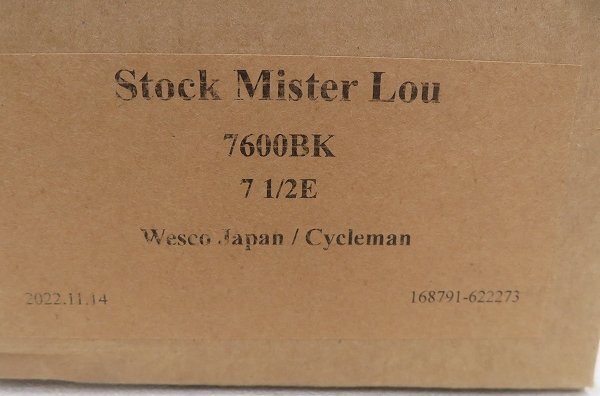 Stock Mister Lou
7600BK
7 1/2E
Wesco Japan / Cycleman
2022.11.14
168791-622273